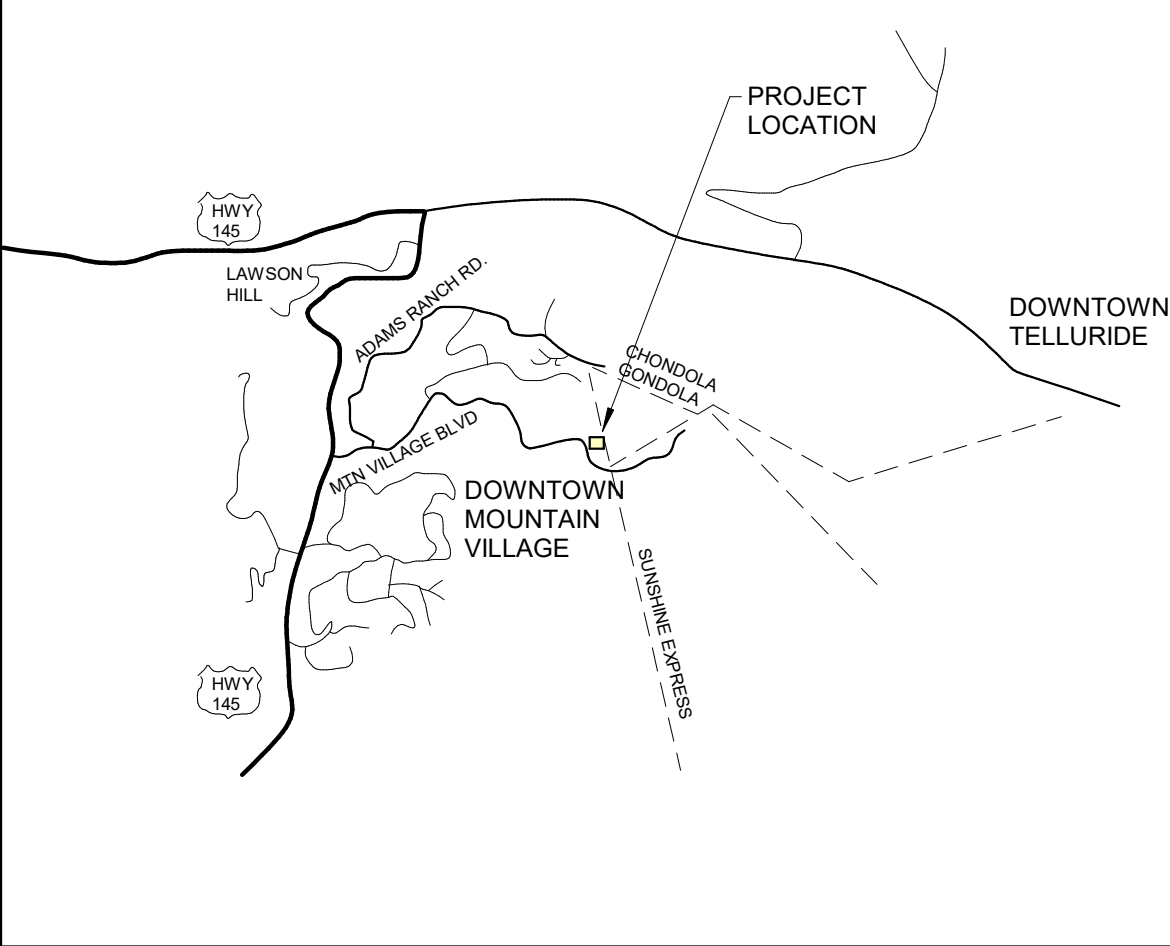 PROJECT
LOCATION
HWY
145
LAWSON
HILL
ADAMS RANCH RD.
DOWNTOWN
TELLURIDE
CHONDOLA
GONDOLA
MTN VILLAGE BLVD
DOWNTOWN
MOUNTAIN
VILLAGE
SUNSHINE EXPRESS
HWY
145